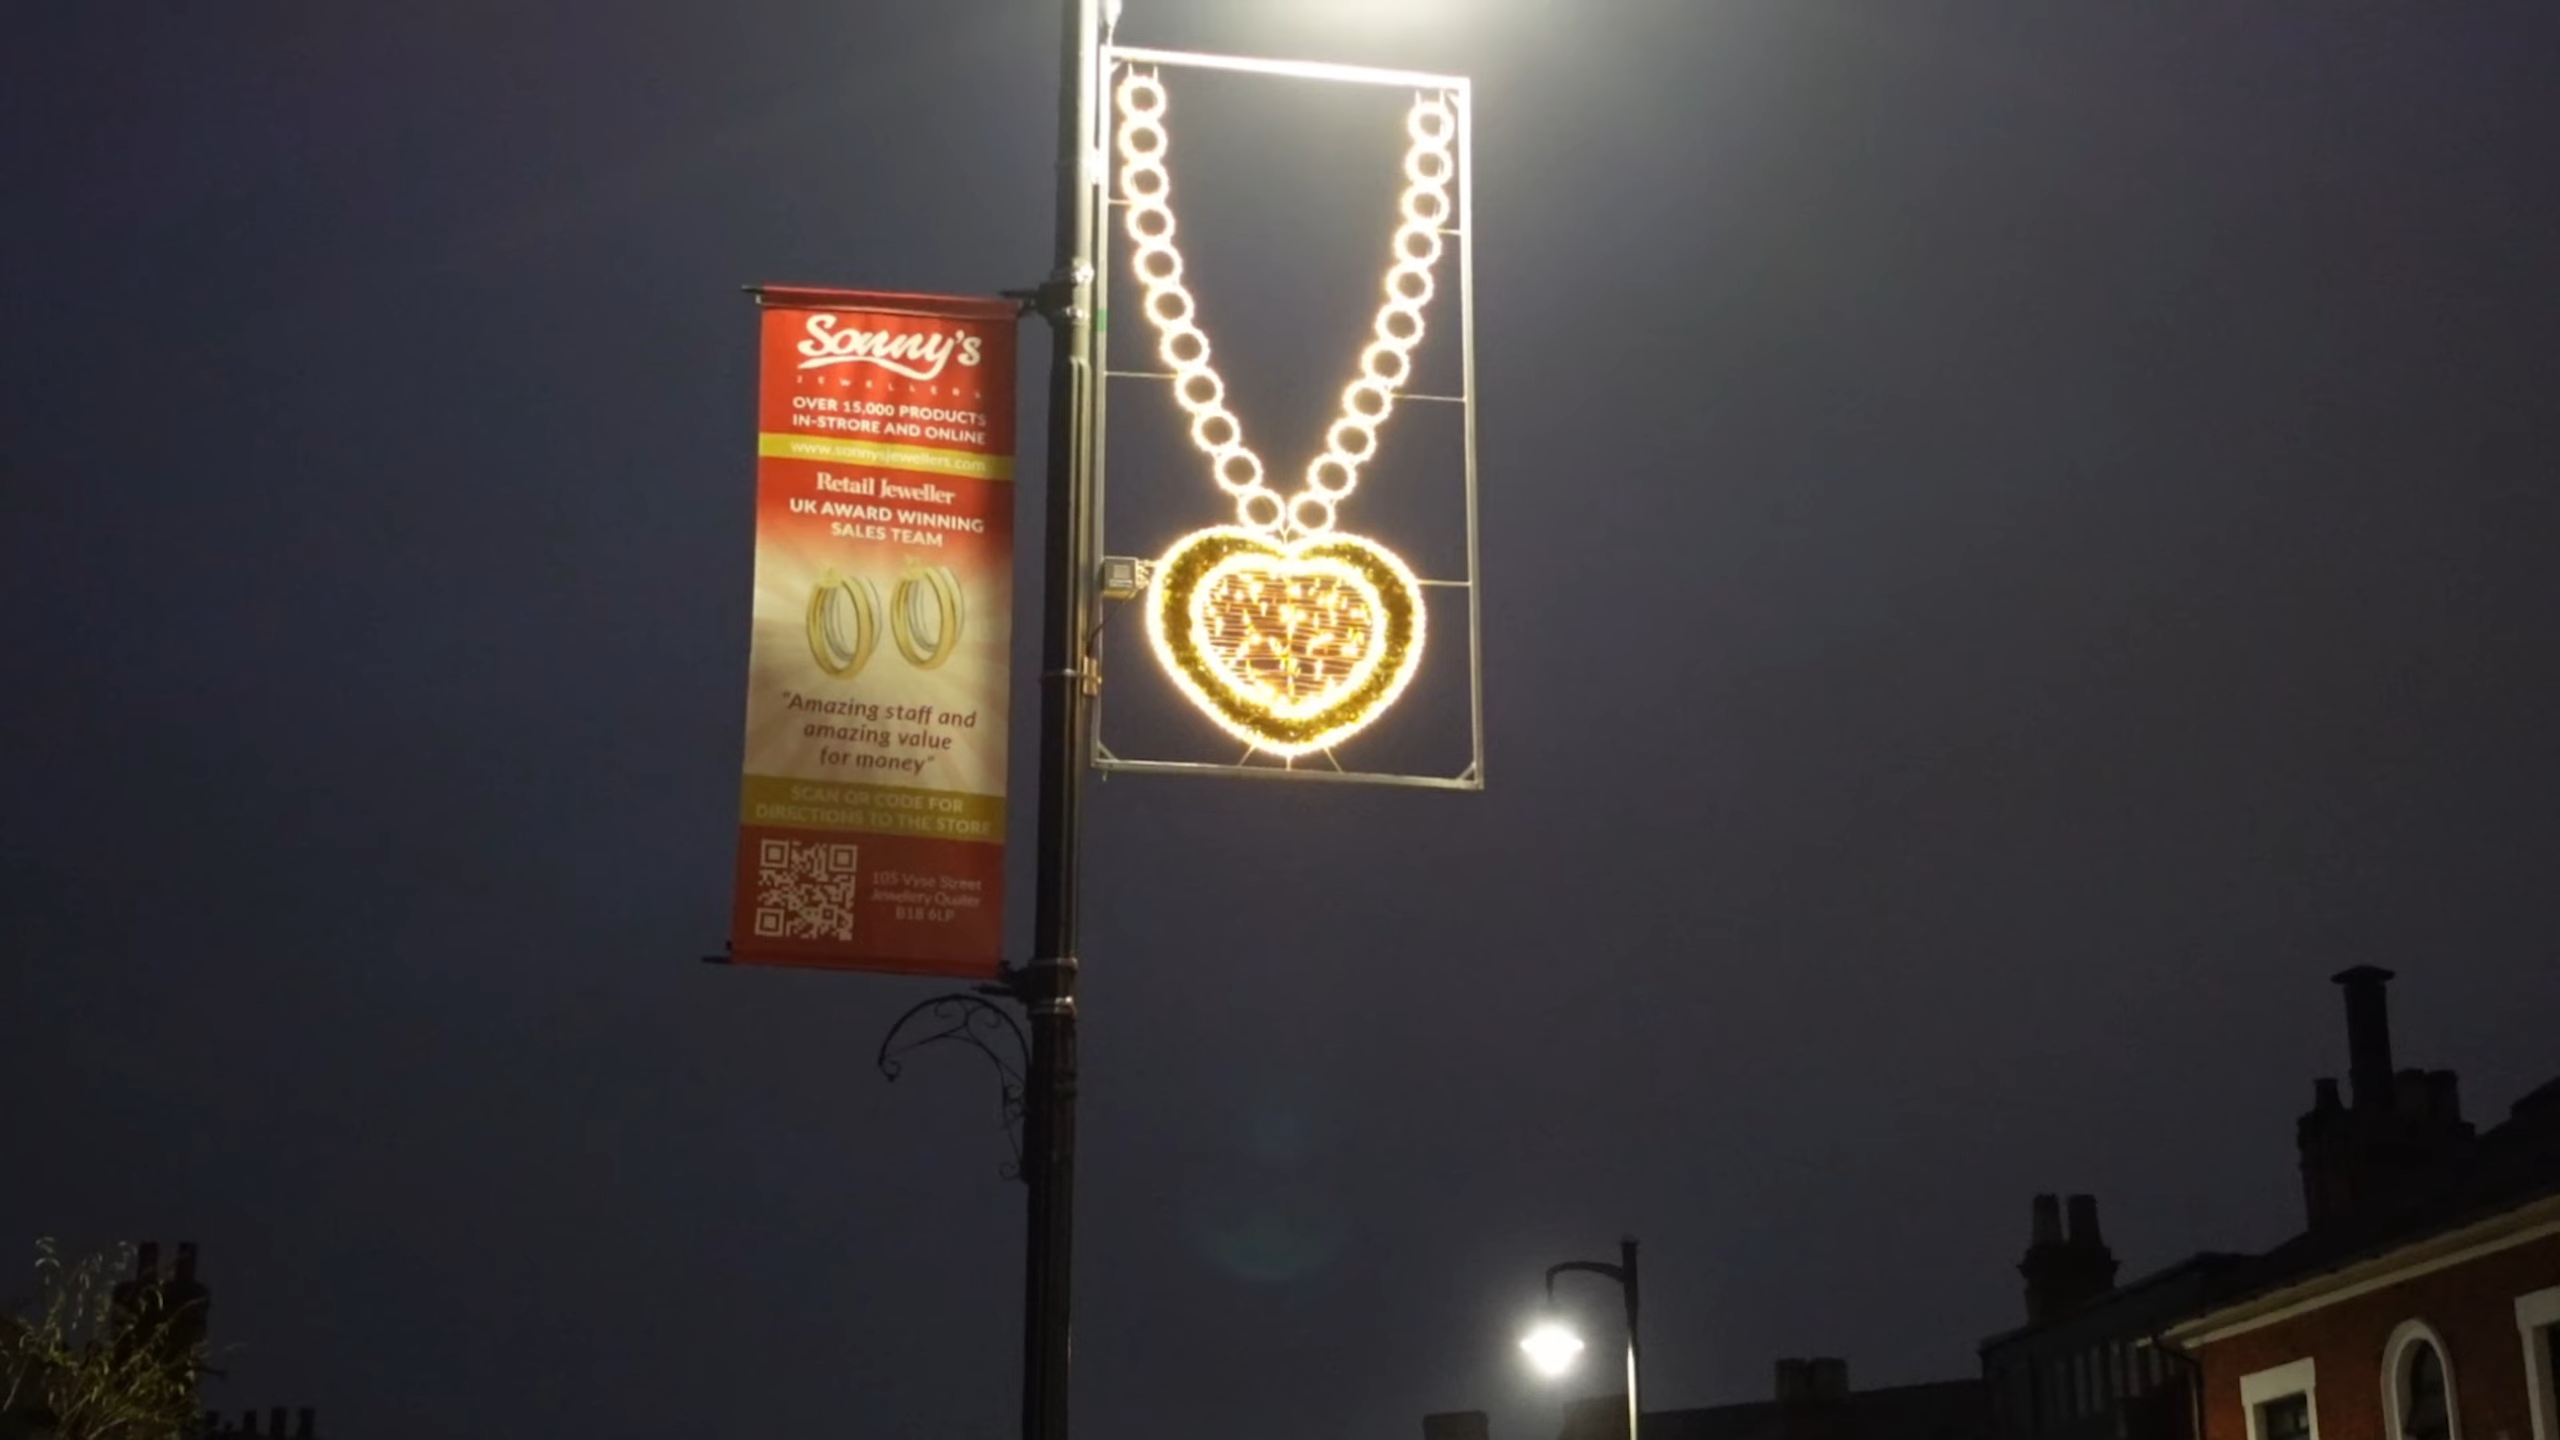 Sonny's
JEWELLERS
OVER 15,000 PRODUCTS
IN-STRORE AND ONLINE
www.sonnysjewellers.com
Retail Jeweller
UK AWARD WINNING
SALES TEAM
"Amazing staff and
amazing value
for money"
SCAN QR CODE FOR
DIRECTIONS TO THE STORE
105 Vyse Street
Jewellery Quater
B18 6LP